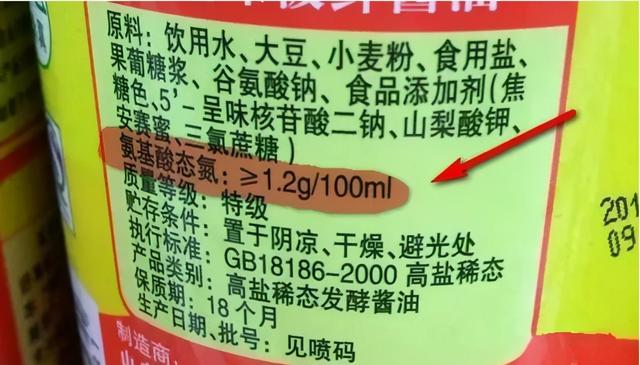 鲜酱油
原料：饮用水、大豆、小麦粉、食用盐、
果葡糖浆、谷氨酸钠、食品添加剂(焦
糖色、5'-呈味核苷酸二钠、山梨酸钾、
安赛蜜、三氯蔗糖)
氨基酸态氮：≥1.2g/100ml
质量等级：特级
贮存条件：置于阴凉、干燥、避光处
执行标准：GB18186-2000 高盐稀态
产品类别：高盐稀态发酵酱油
保质期：18个月
生产日期、批号：见喷码
制造商：
201
09